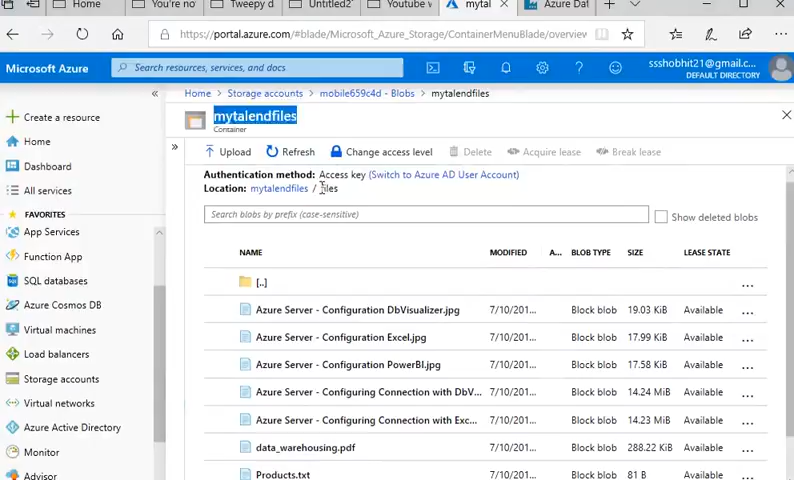 Home
You're no
Tweepy d
Untitled2
Youtube v
mytal
Azure Dat
https://portal.azure.com/#blade/Microsoft_Azure_Storage/ContainerMenuBlade/overview
Microsoft Azure
Search resources, services, and docs
ssshobhit21@gmail.c...
DEFAULT DIRECTORY
«
Home > Storage accounts > mobile659c4d - Blobs > mytalendfiles
Create a resource
Home
Dashboard
All services
FAVORITES
App Services
Function App
SQL databases
Azure Cosmos DB
Virtual machines
Load balancers
Storage accounts
Virtual networks
Azure Active Directory
Monitor
Advisor
mytalendfiles
Container
»
Upload
Refresh
Change access level
Delete
Acquire lease
Break lease
Authentication method: Access key (Switch to Azure AD User Account)
Location: mytalendfiles / files
Search blobs by prefix (case-sensitive)
Show deleted blobs
NAME MODIFIED A... BLOB TYPE SIZE LEASE STATE
[..] ...
Azure Server - Configuration DbVisualizer.jpg 7/10/201... Block blob 19.03 KiB Available ...
Azure Server - Configuration Excel.jpg 7/10/201... Block blob 17.99 KiB Available ...
Azure Server - Configuration PowerBI.jpg 7/10/201... Block blob 17.58 KiB Available ...
Azure Server - Configuring Connection with DbV... 7/10/201... Block blob 14.24 MiB Available ...
Azure Server - Configuring Connection with Exc... 7/10/201... Block blob 14.23 MiB Available ...
data_warehousing.pdf 7/10/201... Block blob 288.22 KiB Available ...
Products.txt 7/10/201... Block blob 81 B Available ...